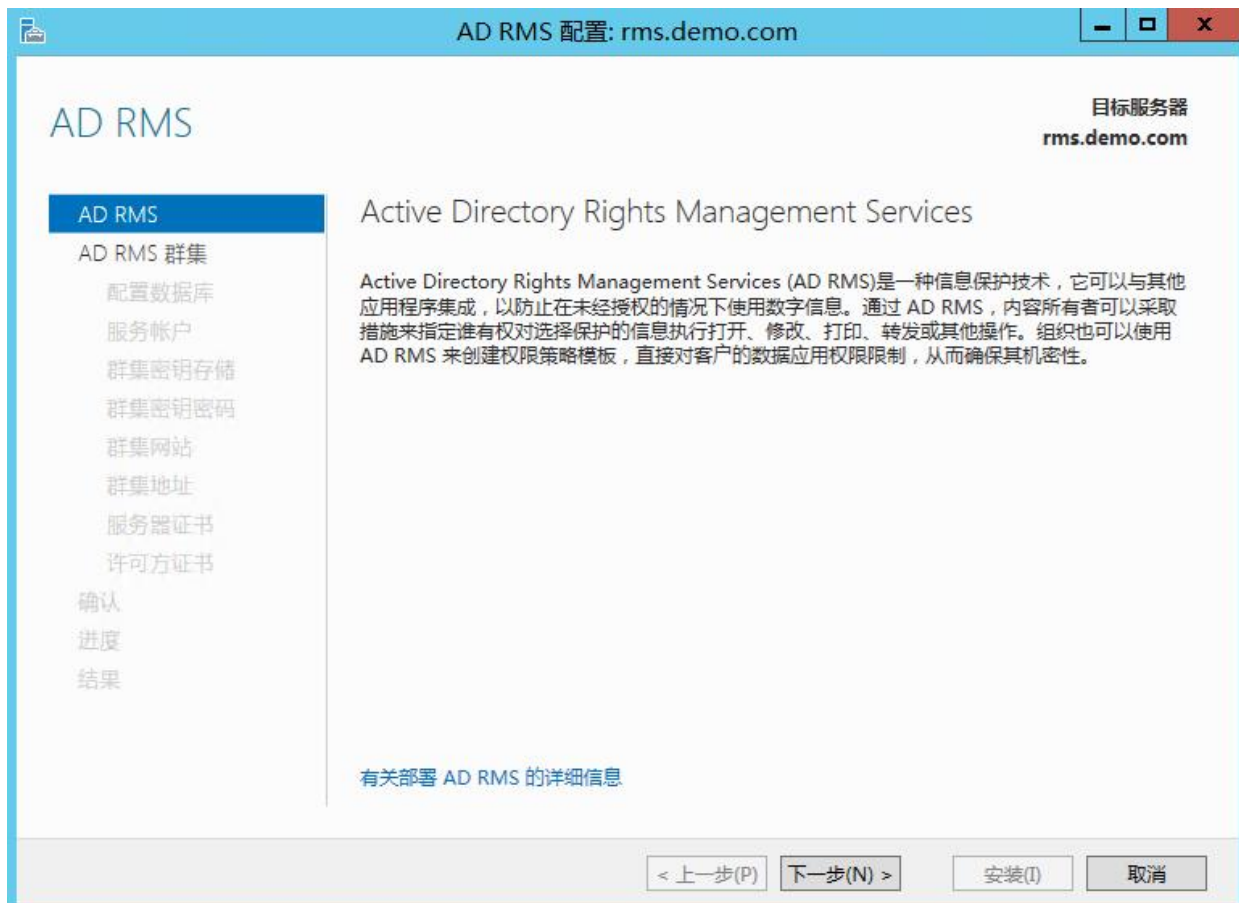 AD RMS 配置: rms.demo.com
AD RMS
目标服务器
rms.demo.com
AD RMS
AD RMS 群集
配置数据库
服务帐户
群集密钥存储
群集密钥密码
群集网站
群集地址
服务器证书
许可方证书
确认
进度
结果
Active Directory Rights Management Services
Active Directory Rights Management Services (AD RMS)是一种信息保护技术，它可以与其他
应用程序集成，以防止在未经授权的情况下使用数字信息。通过 AD RMS，内容所有者可以采取
措施来指定谁有权对选择保护的信息执行打开、修改、打印、转发或其他操作。组织也可以使用
AD RMS 来创建权限策略模板，直接对客户的数据应用权限限制，从而确保其机密性。
有关部署 AD RMS 的详细信息
< 上一步(P)
下一步(N) >
安装(I)
取消